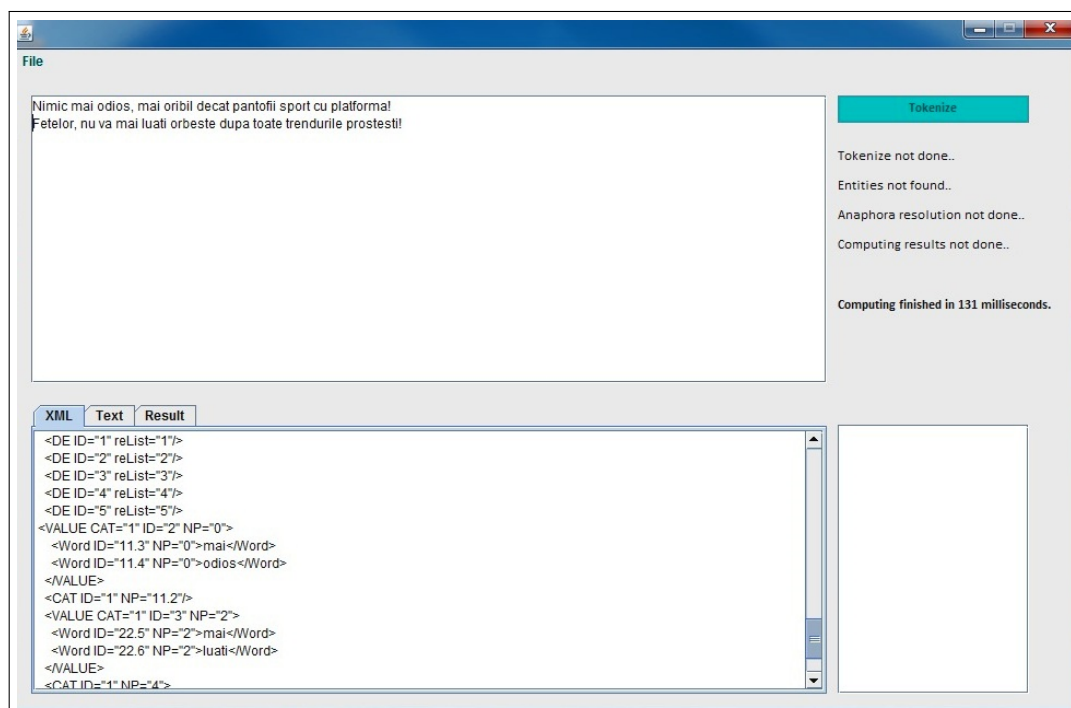 File
Nimic mai odios, mai oribil decat pantofii sport cu platforma!
Fetelor, nu va mai luati orbeste dupa toate trendurile prostesti!
Tokenize
Tokenize not done..
Entities not found..
Anaphora resolution not done..
Computing results not done..
Computing finished in 131 milliseconds.
XML Text Result
<DE ID="1" reList="1"/>
<DE ID="2" reList="2"/>
<DE ID="3" reList="3"/>
<DE ID="4" reList="4"/>
<DE ID="5" reList="5"/>
<VALUE CAT="1" ID="2" NP="0">
<Word ID="11.3" NP="0">mai</Word>
<Word ID="11.4" NP="0">odios</Word>
</VALUE>
<CAT ID="1" NP="11.2"/>
<VALUE CAT="1" ID="3" NP="2">
<Word ID="22.5" NP="2">mai</Word>
<Word ID="22.6" NP="2">luati</Word>
</VALUE>
<CAT ID="1" NP="4">